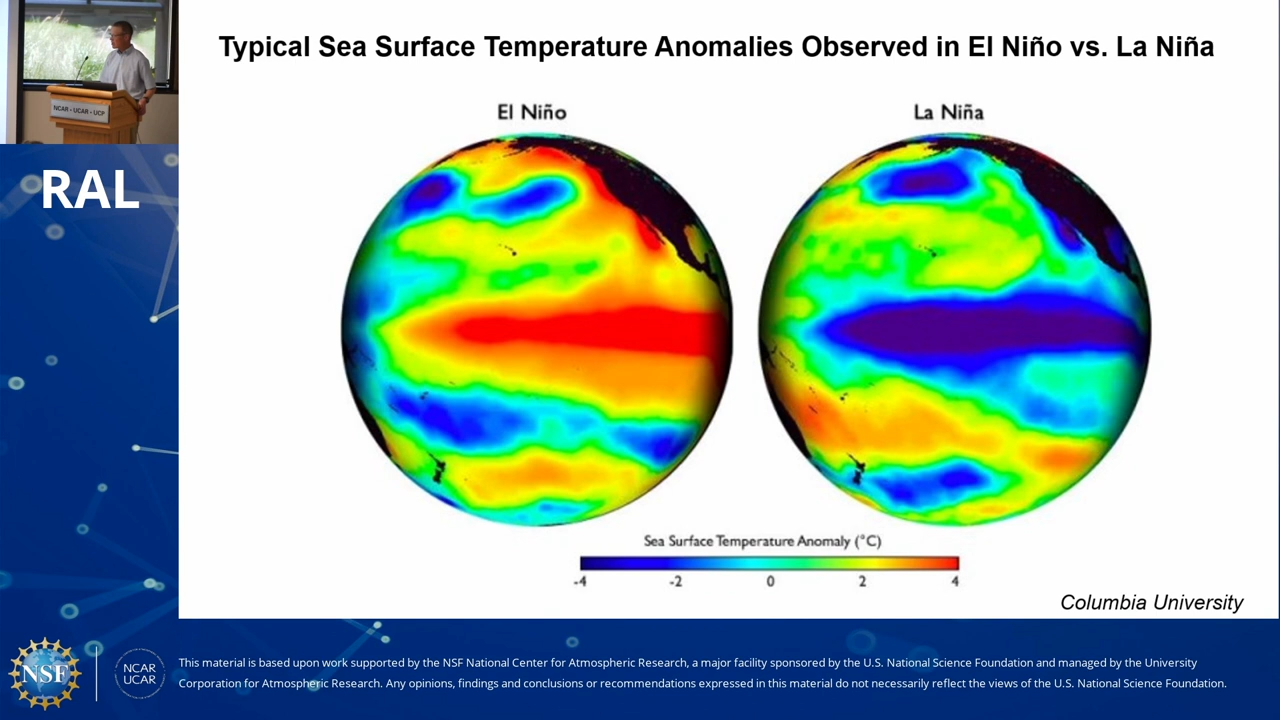 Typical Sea Surface Temperature Anomalies Observed in El Niño vs. La Niña
El Niño
La Niña
NCAR - UCAR - UCP
RAL
Sea Surface Temperature Anomaly (°C)
-4 -2 0 2 4
Columbia University
NSF
NCAR
UCAR
This material is based upon work supported by the NSF National Center for Atmospheric Research, a major facility sponsored by the U.S. National Science Foundation and managed by the University
Corporation for Atmospheric Research. Any opinions, findings and conclusions or recommendations expressed in this material do not necessarily reflect the views of the U.S. National Science Foundation.